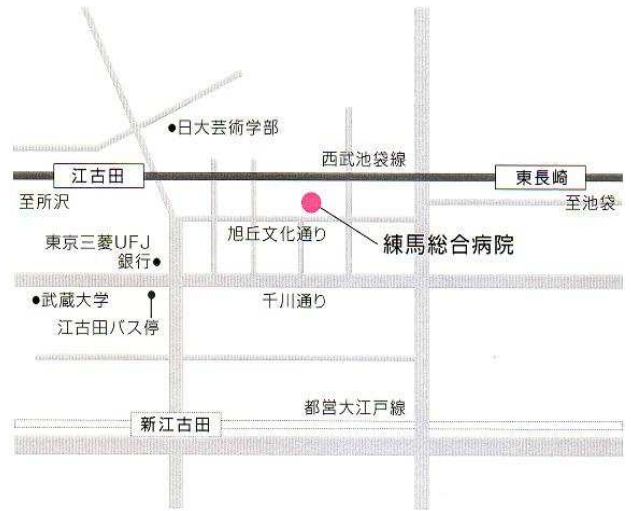 ●日大芸術学部
西武池袋線
江古田
東長崎
至所沢
至池袋
旭丘文化通り
練馬総合病院
東京三菱UFJ
銀行●
●武蔵大学
千川通り
江古田バス停
都営大江戸線
新江古田